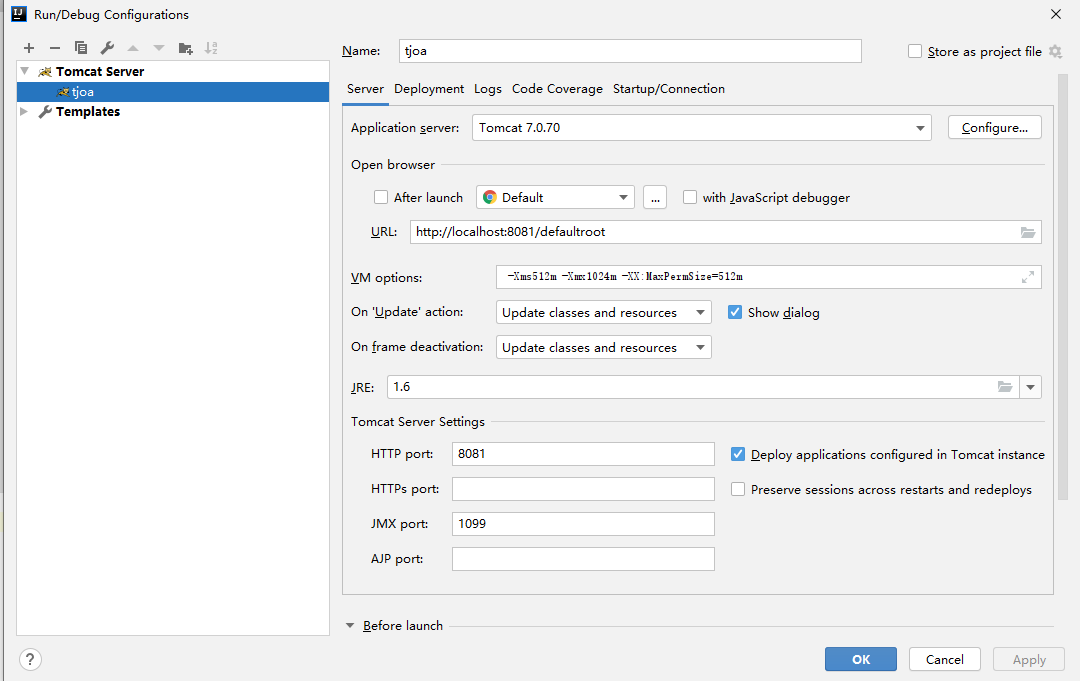 Run/Debug Configurations
Name: tjoa
Store as project file
Tomcat Server
tjoa
Templates
Server Deployment Logs Code Coverage Startup/Connection
Application server: Tomcat 7.0.70 Configure...
Open browser
After launch Default ... with JavaScript debugger
URL: http://localhost:8081/defaultroot
VM options: -Xms512m -Xmx1024m -XX:MaxPermSize=512m
On 'Update' action: Update classes and resources Show dialog
On frame deactivation: Update classes and resources
JRE: 1.6
Tomcat Server Settings
HTTP port: 8081 Deploy applications configured in Tomcat instance
HTTPs port: Preserve sessions across restarts and redeploys
JMX port: 1099
AJP port:
Before launch
? OK Cancel Apply